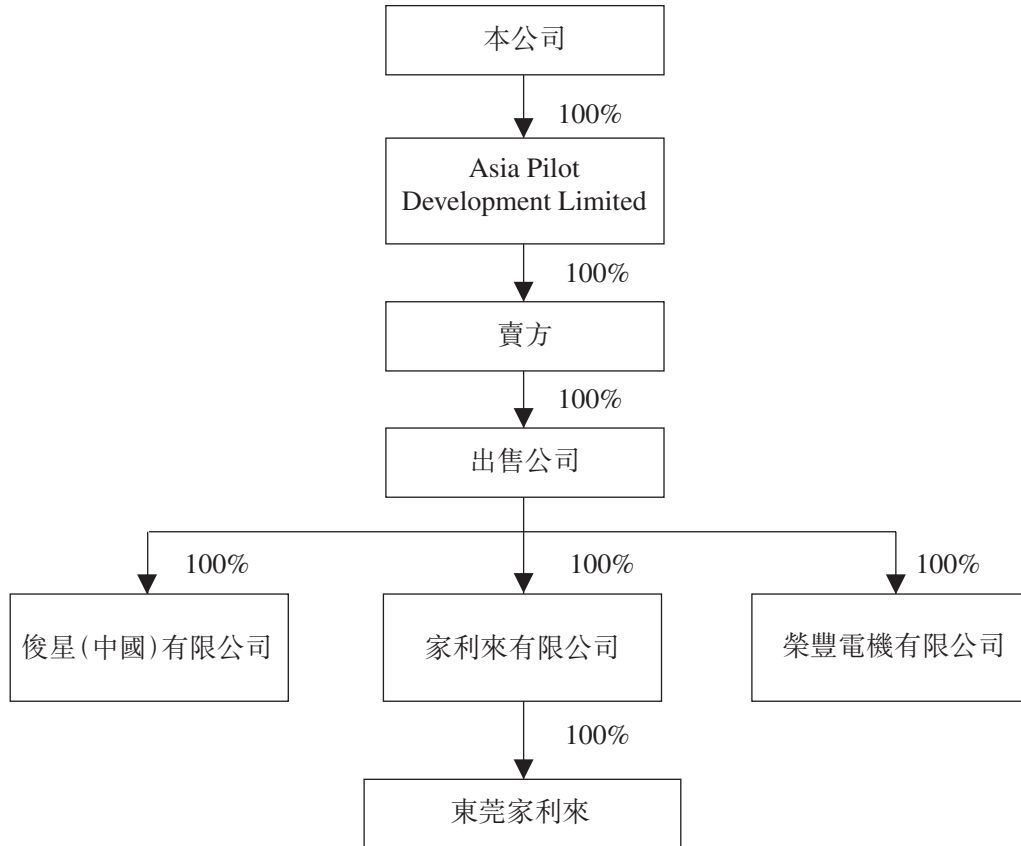 本公司
100%
Asia Pilot
Development Limited
100%
賣方
100%
出售公司
100%
100%
100%
俊星(中國)有限公司
家利來有限公司
榮豐電機有限公司
100%
東莞家利來